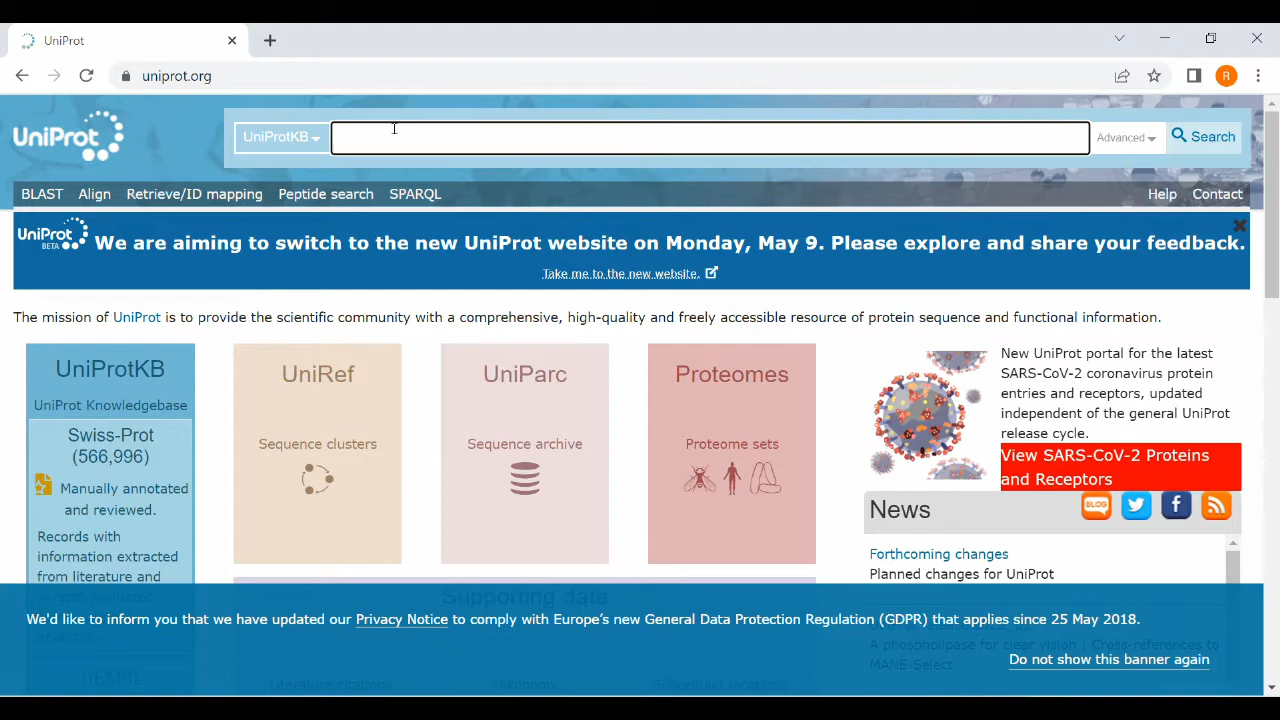 UniProt
uniprot.org
R
UniProt
UniProtKB
Advanced
Search
BLAST Align Retrieve/ID mapping Peptide search SPARQL
Help Contact
UniProt
BETA
We are aiming to switch to the new UniProt website on Monday, May 9. Please explore and share your feedback.
Take me to the new website.
The mission of UniProt is to provide the scientific community with a comprehensive, high-quality and freely accessible resource of protein sequence and functional information.
UniProtKB
UniProt Knowledgebase
Swiss-Prot
(566,996)
Manually annotated
and reviewed.
Records with
information extracted
from literature and
UniRef
Sequence clusters
UniParc
Sequence archive
Proteomes
Proteome sets
Supporting data
Literature citations
Taxonomy
Subcellular locations
New UniProt portal for the latest
SARS-CoV-2 coronavirus protein
entries and receptors, updated
independent of the general UniProt
release cycle.
View SARS-CoV-2 Proteins
and Receptors
News
BLOG
Forthcoming changes
Planned changes for UniProt
A phospholipase for clear vision | Cross-references to
MANE-Select
We'd like to inform you that we have updated our Privacy Notice to comply with Europe's new General Data Protection Regulation (GDPR) that applies since 25 May 2018.
Do not show this banner again